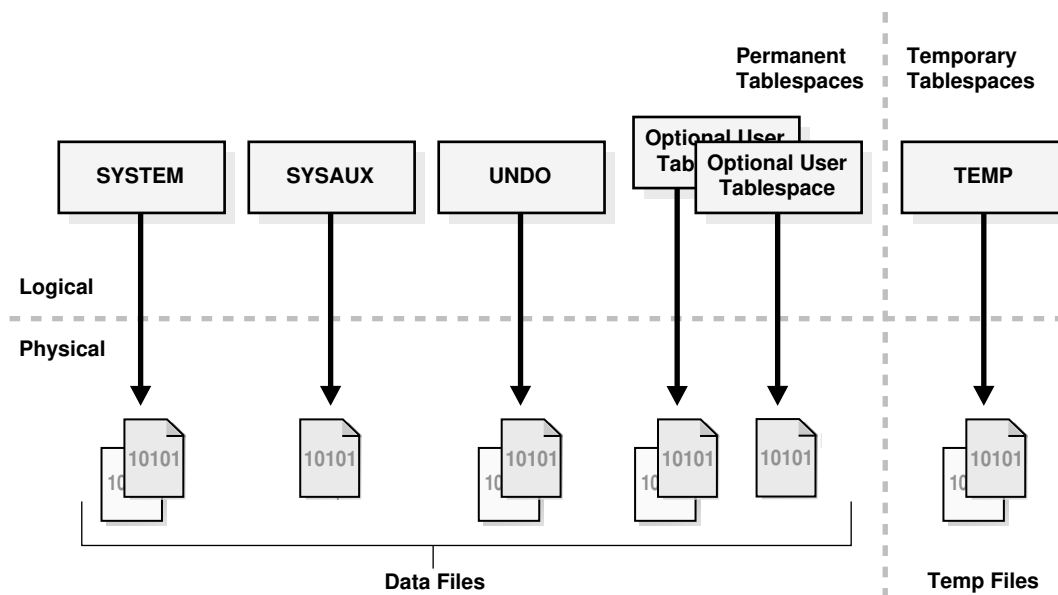 Permanent
Tablespaces
Temporary
Tablespaces
SYSTEM
SYSAUX
UNDO
Optional User
Optional User
Tablespace
TEMP
Logical
Physical
10101
10101
10101
10101
10101
10101
Data Files
Temp Files